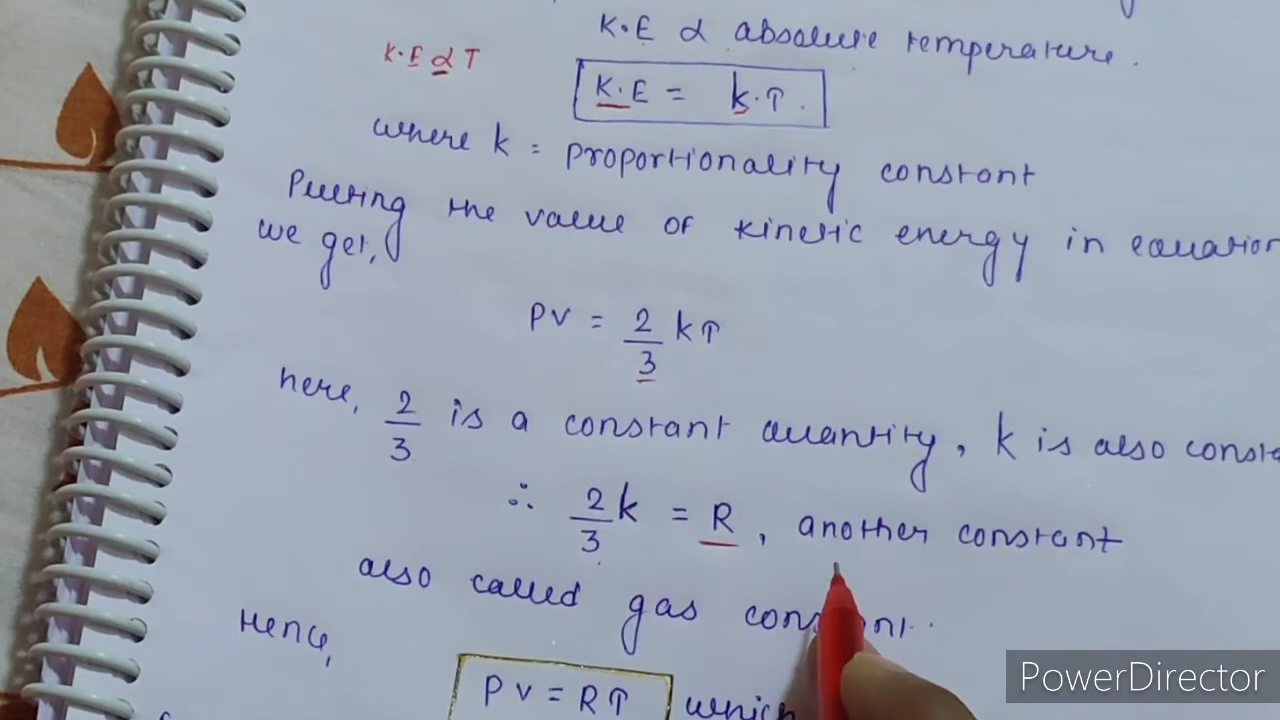 K.E α absolute temperature.
K.E α T
K.E = k.T.
where k = proportionality constant
Putting the value of kinetic energy in equation
we get,
PV = 2/3 kT
here, 2/3 is a constant quantity, k is also
∴ 2/3 k = R, another constant
also called gas
Hence,
PV = RT which
PowerDirector